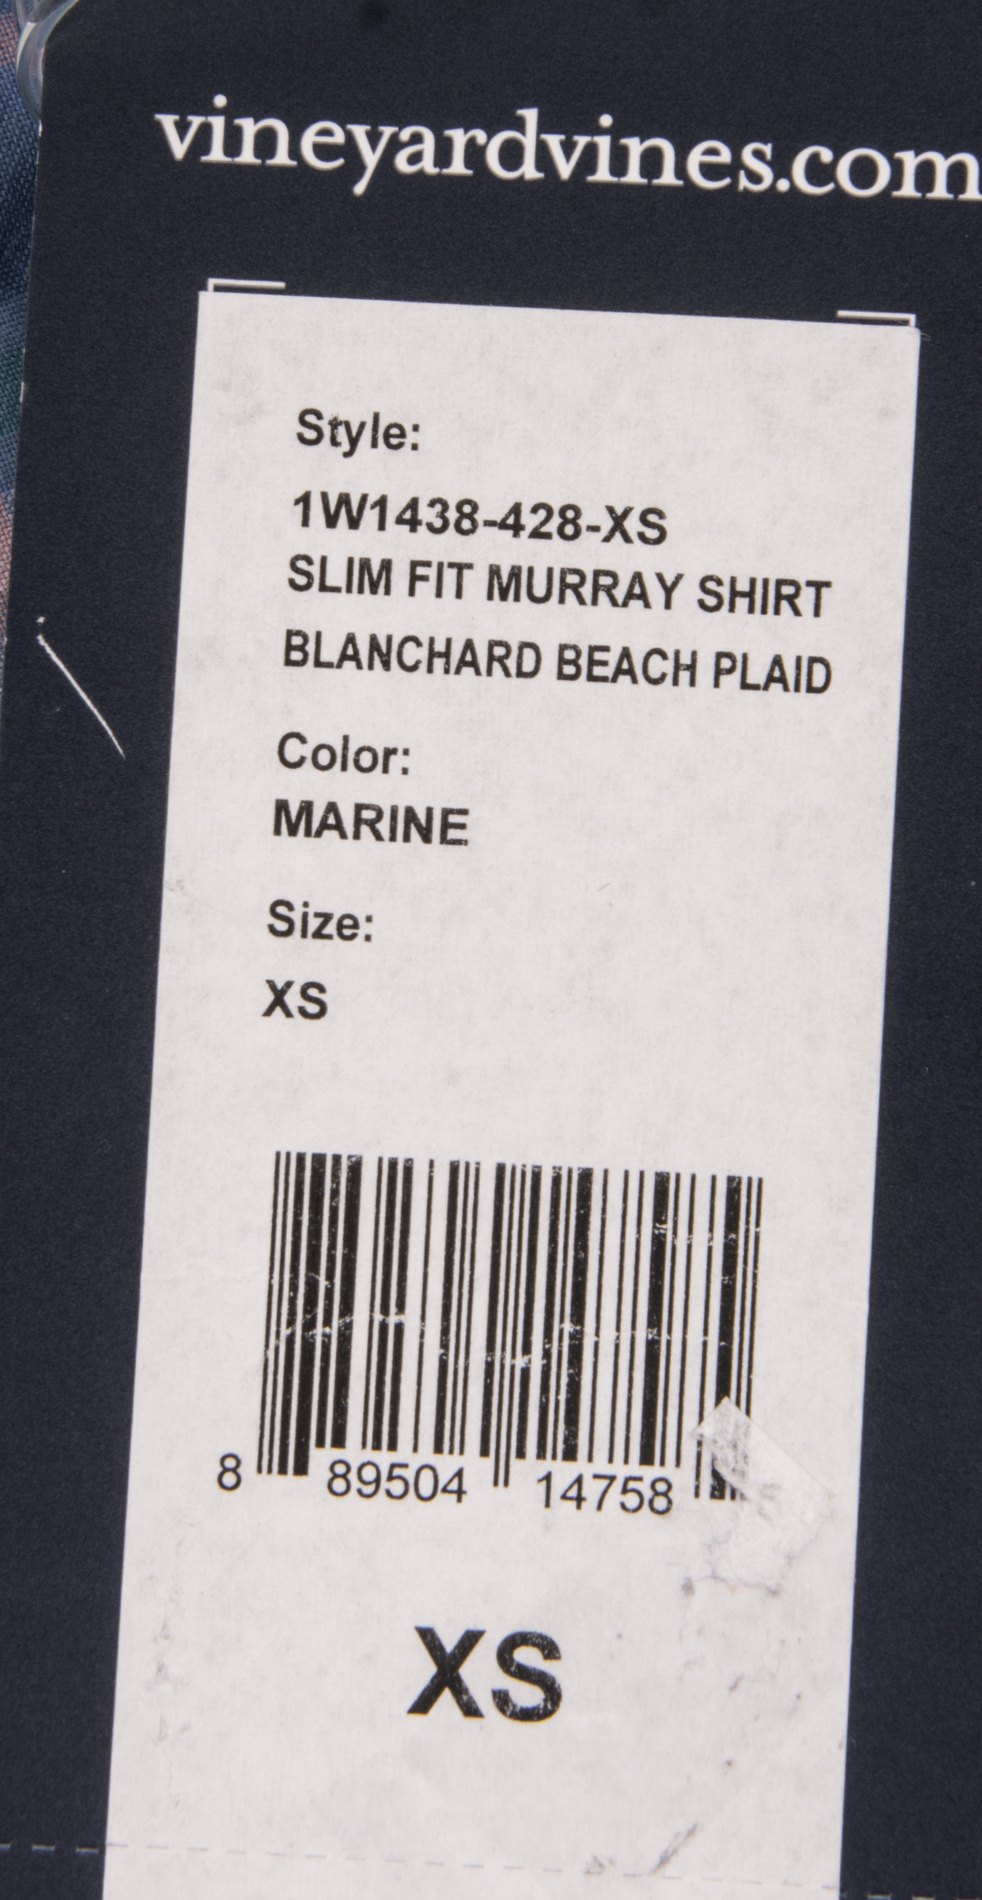 vineyardvines.com
Style:
1W1438-428-XS
SLIM FIT MURRAY SHIRT
BLANCHARD BEACH PLAID
Color:
MARINE
Size:
XS
8 89504 14758
XS